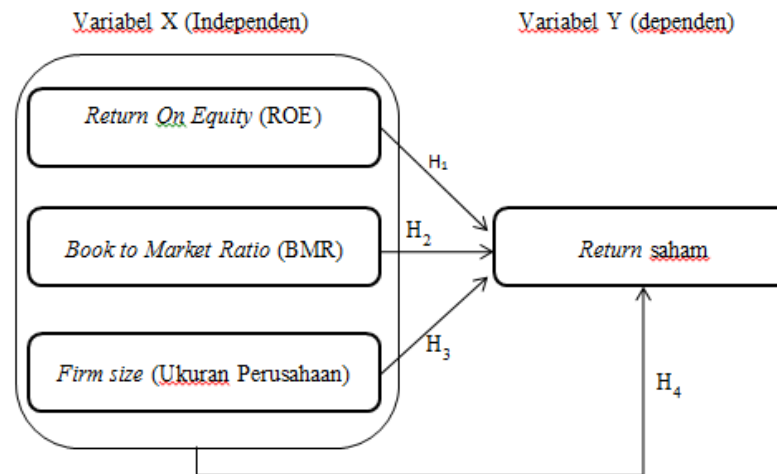 Variabel X (Independen)
Variabel Y (dependen)
Return On Equity (ROE)
H₁
Book to Market Ratio (BMR)
H₂
Return saham
Firm size (Ukuran Perusahaan)
H₃
H₄